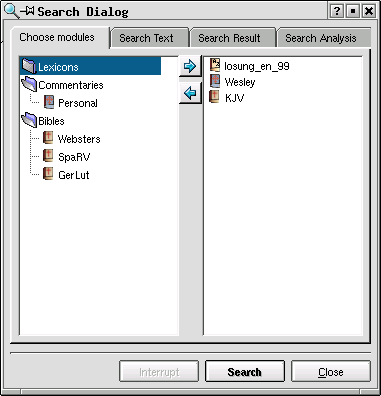 Search Dialog
Choose modules
Search Text
Search Result
Search Analysis
Lexicons
Commentaries
Personal
Bibles
Websters
SpaRV
GerLut
losung_en_99
Wesley
KJV
Interrupt
Search
Close